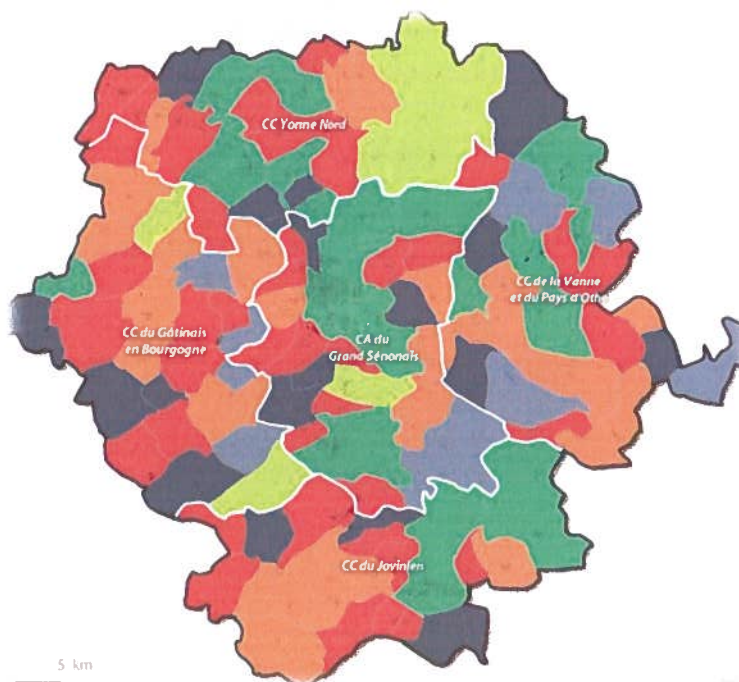 CC Yonne Nord
CC de la Vanne
et du Pays d'Othe
CC du Gâtinais
en Bourgogne
CA du
Grand Sénonais
CC du Jovinien
5 km